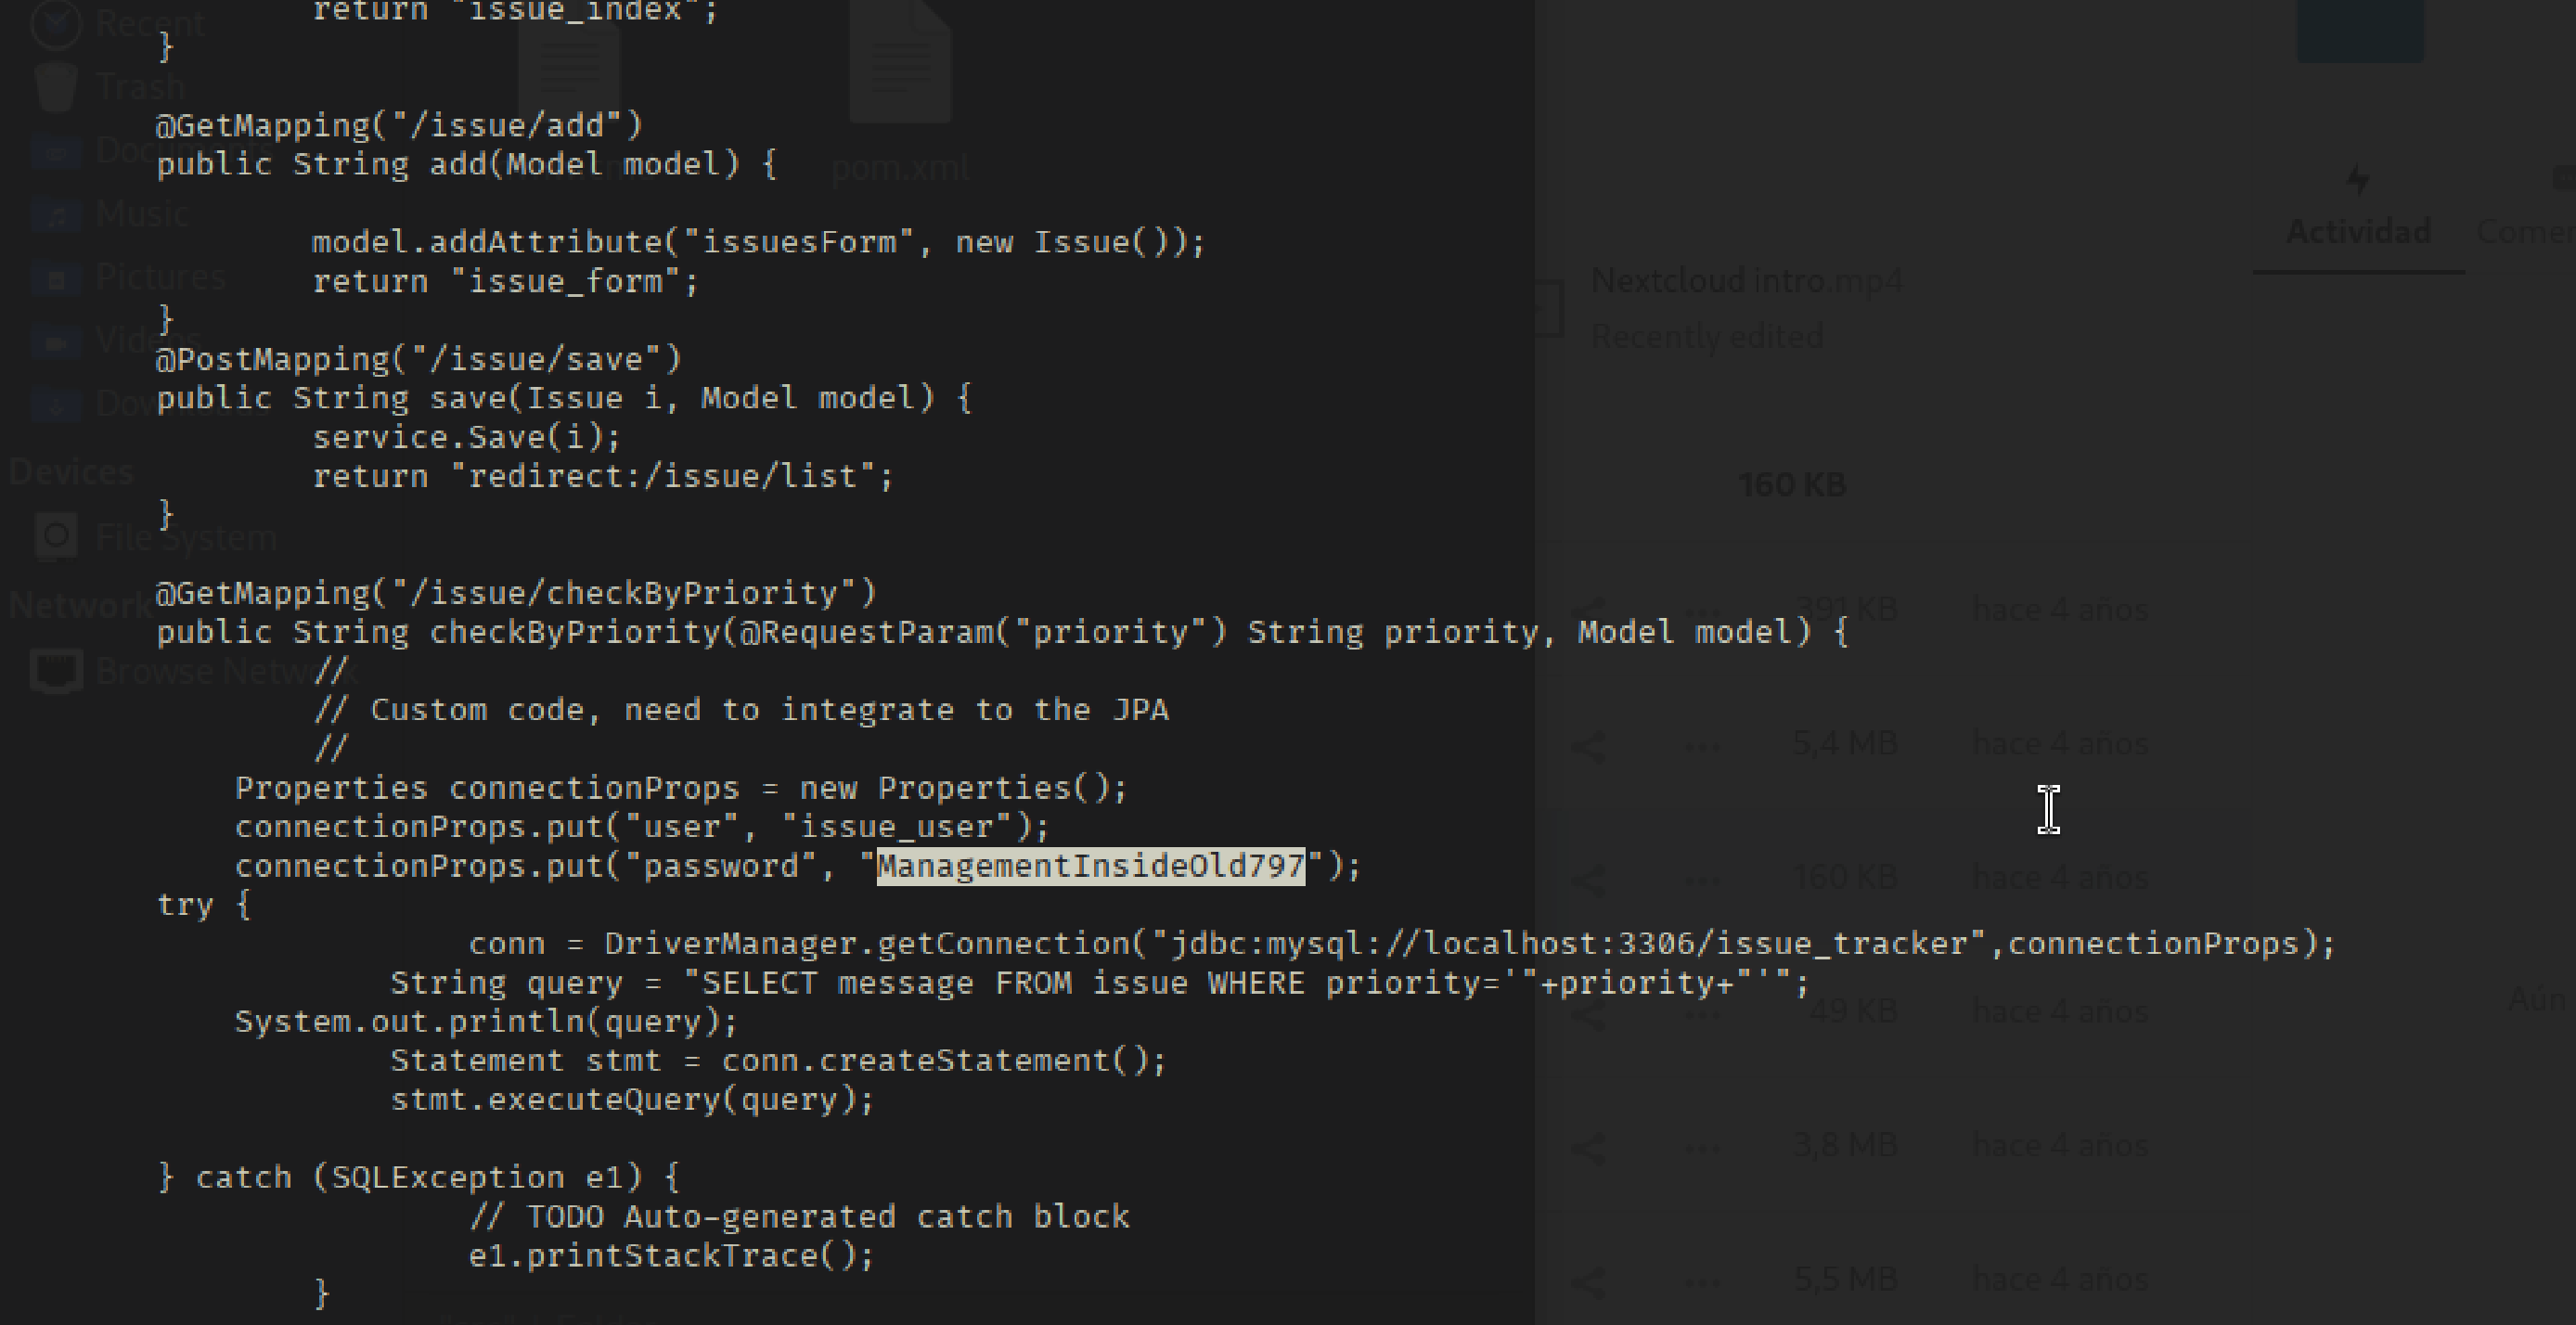 return "issue_index";
}
@GetMapping("/issue/add")
public String add(Model model) {
model.addAttribute("issuesForm", new Issue());
return "issue_form";
}
@PostMapping("/issue/save")
public String save(Issue i, Model model) {
service.Save(i);
return "redirect:/issue/list";
}
@GetMapping("/issue/checkByPriority")
public String checkByPriority(@RequestParam("priority") String priority, Model model) {
//
// Custom code, need to integrate to the JPA
//
Properties connectionProps = new Properties();
connectionProps.put("user", "issue_user");
connectionProps.put("password", "ManagementInsideOld797");
try {
conn = DriverManager.getConnection("jdbc:mysql://localhost:3306/issue_tracker",connectionProps);
String query = "SELECT message FROM issue WHERE priority='"+priority+"'";
System.out.println(query);
Statement stmt = conn.createStatement();
stmt.executeQuery(query);
} catch (SQLException e1) {
// TODO Auto-generated catch block
e1.printStackTrace();
}
Recent
Trash
Documents
Music
Pictures
Videos
Devices
File System
Network
Browse Network
pom.xml
Actividad
Nextcloud intro.mp4
Recently edited
160 KB
391 KB hace 4 años
5,4 MB hace 4 años
160 KB hace 4 años
49 KB hace 4 años
Aún
3,8 MB hace 4 años
5,5 MB hace 4 años